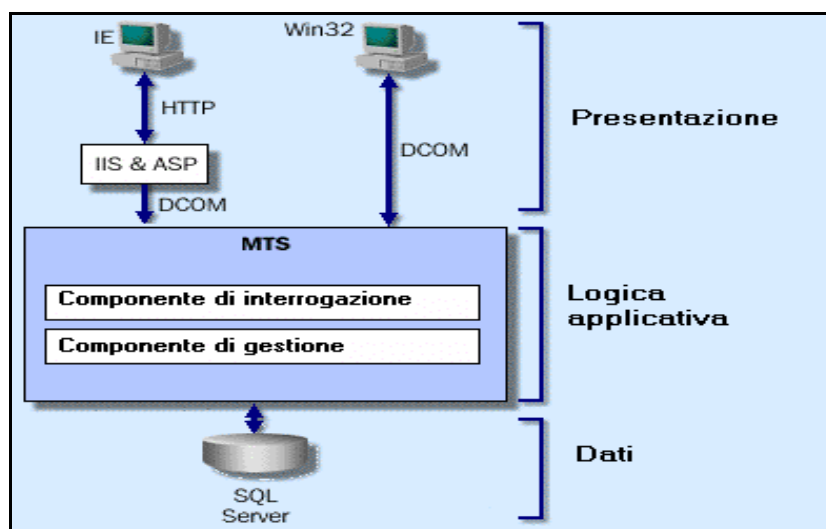 IE
Win32
HTTP
Presentazione
DCOM
IIS & ASP
DCOM
MTS
Componente di interrogazione
Logica
applicativa
Componente di gestione
Dati
SQL
Server